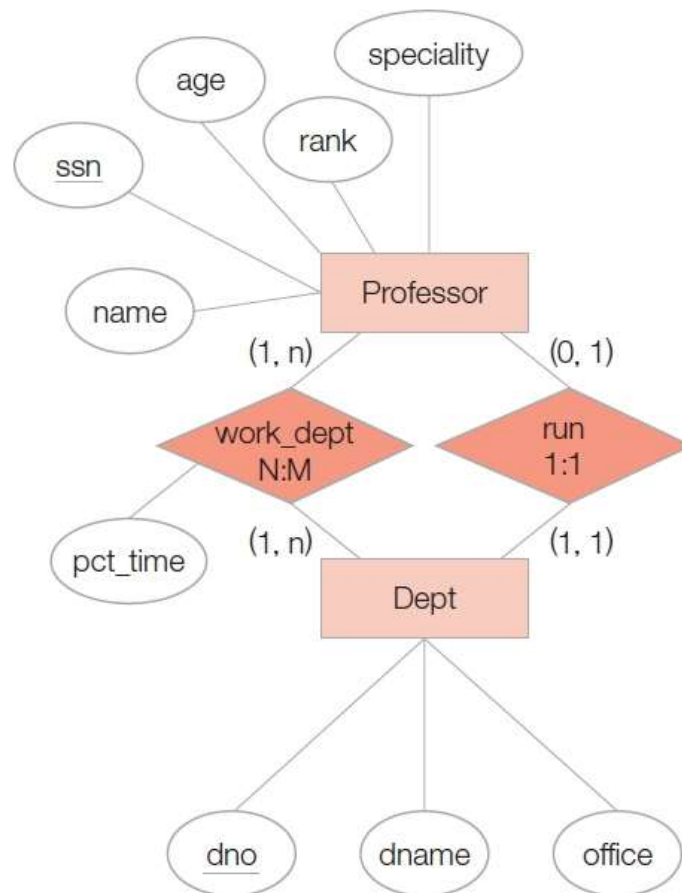 speciality
age
rank
ssn
name
Professor
(1, n)
(0, 1)
work_dept
N:M
run
1:1
pct_time
(1, n)
(1, 1)
Dept
dno
dname
office